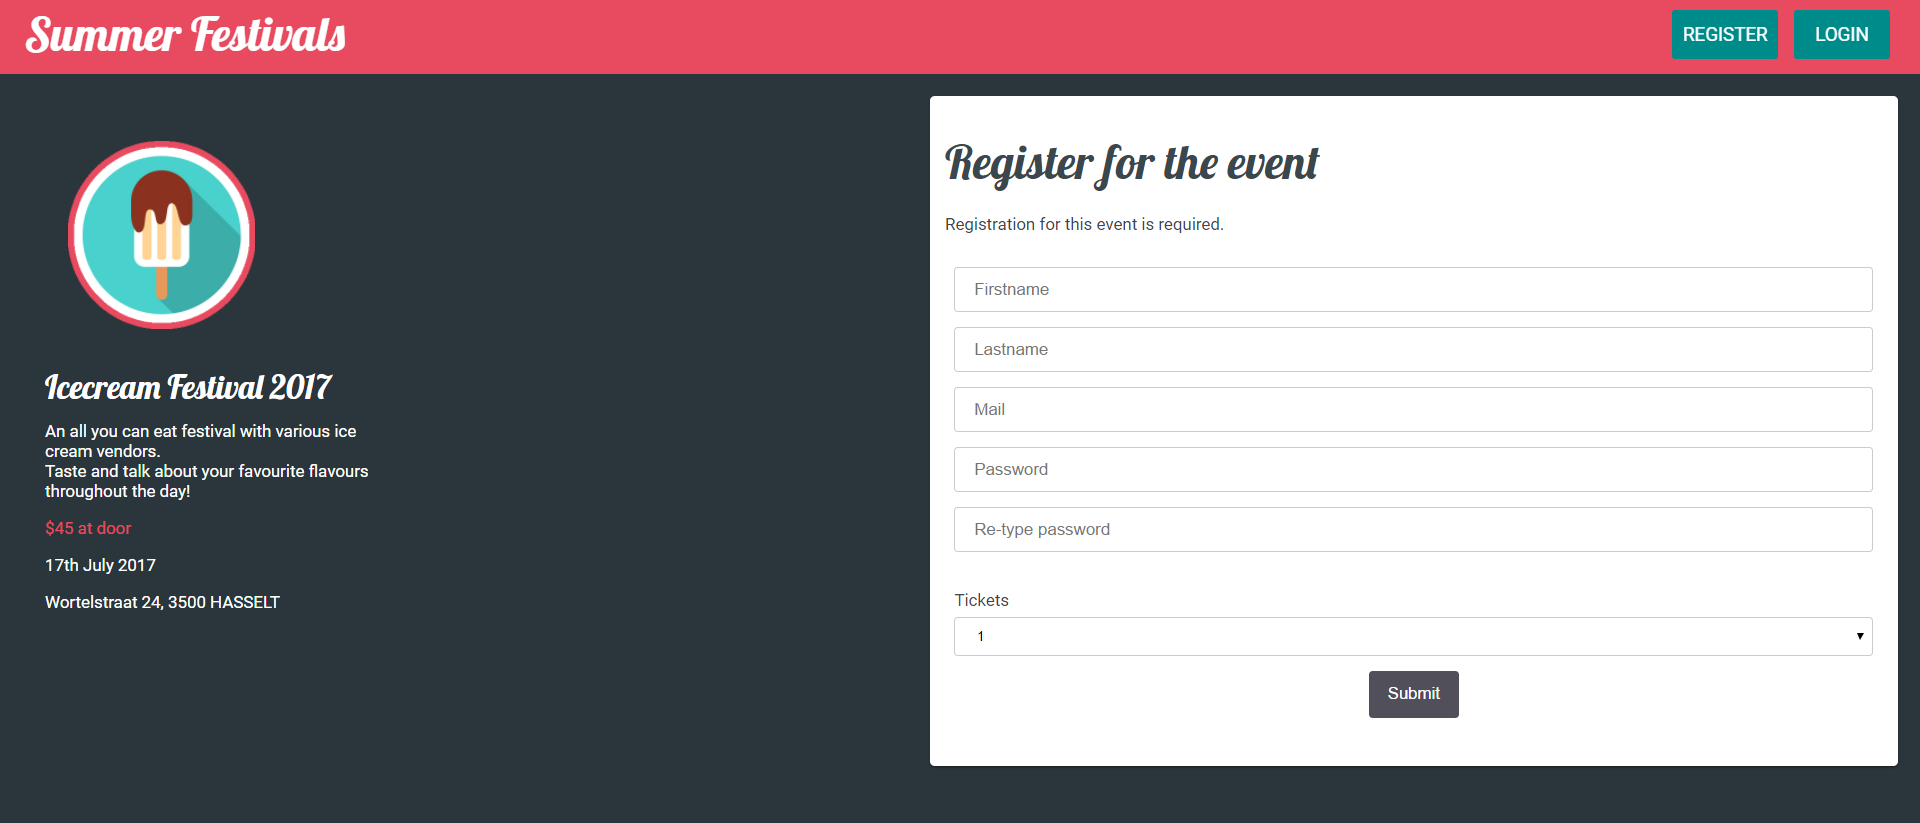 Summer Festivals
REGISTER
LOGIN
Icecream Festival 2017
An all you can eat festival with various ice
cream vendors.
Taste and talk about your favourite flavours
throughout the day!
$45 at door
17th July 2017
Wortelstraat 24, 3500 HASSELT
Register for the event
Registration for this event is required.
Firstname
Lastname
Mail
Password
Re-type password
Tickets
1
Submit